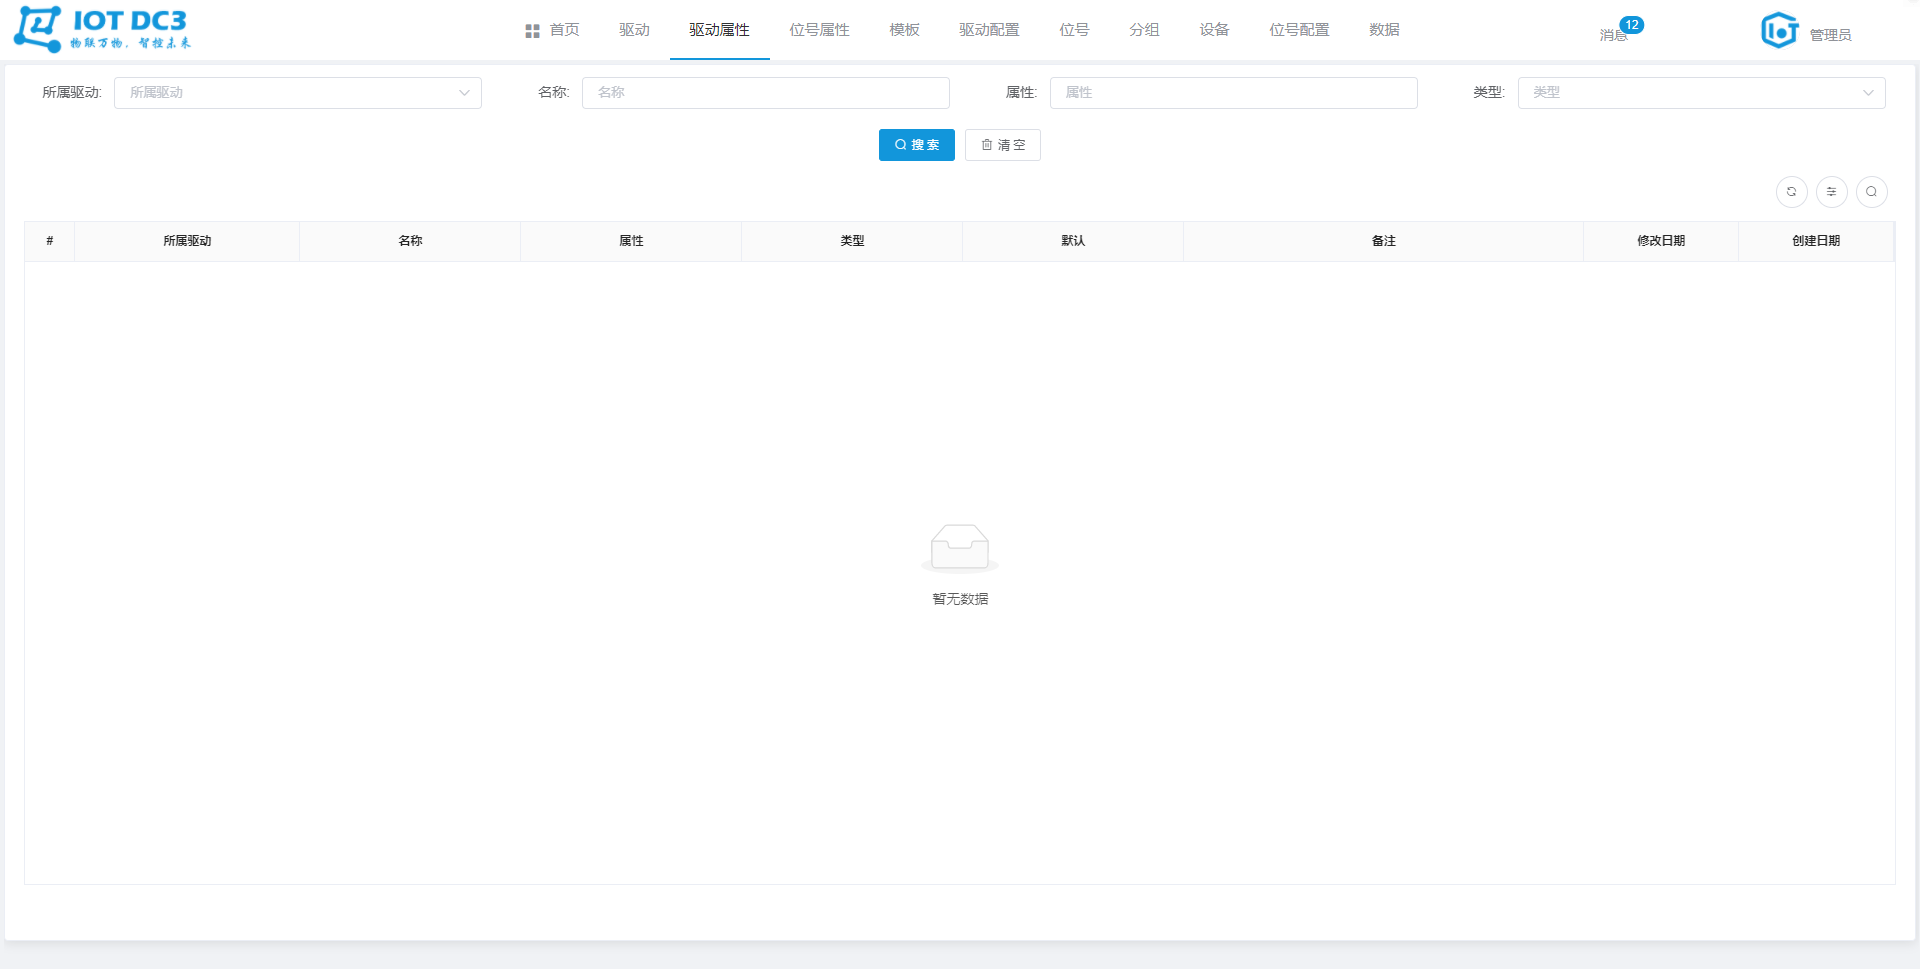 IOT DC3
物联万物，智控未来
首页 驱动 驱动属性 位号属性 模板 驱动配置 位号 分组 设备 位号配置 数据
消息 12
管理员
所属驱动: 所属驱动 名称: 名称 属性: 属性 类型: 类型
搜 索 清 空
# 所属驱动 名称 属性 类型 默认 备注 修改日期 创建日期
暂无数据